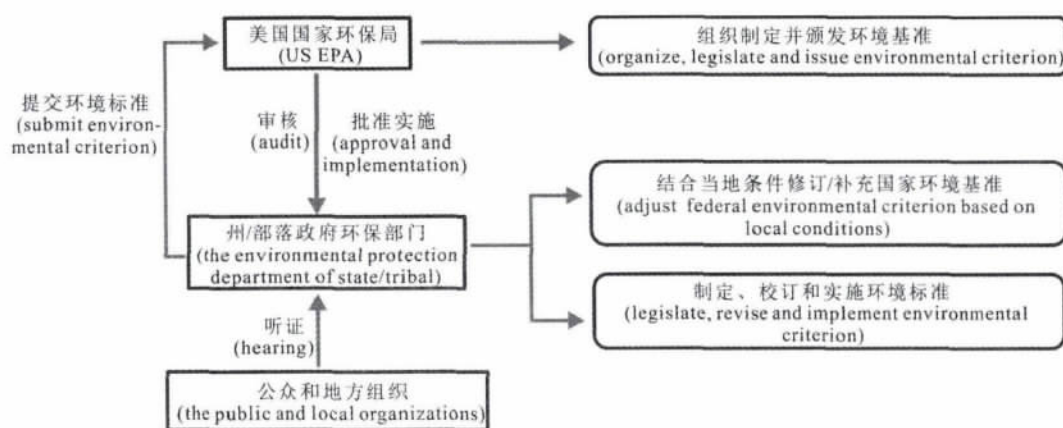 美国国家环保局
(US EPA)
组织制定并颁发环境基准
(organize, legislate and issue environmental criterion)
提交环境标准
(submit environ-
mental criterion)
审核
(audit)
批准实施
(approval and
implementation)
结合当地条件修订/补充国家环境基准
(adjust federal environmental criterion based on
local conditions)
州/部落政府环保部门
(the environmental protection
department of state/tribal)
制定、校订和实施环境标准
(legislate, revise and implement environmental
criterion)
听证
(hearing)
公众和地方组织
(the public and local organizations)